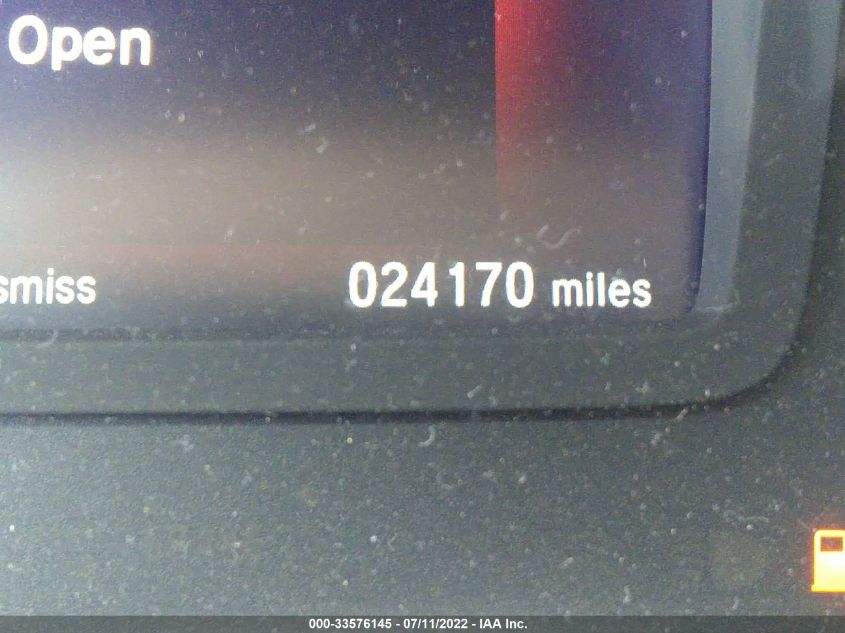 Open
smiss
024170 miles
000-33576145 - 07/11/2022 - IAA Inc.